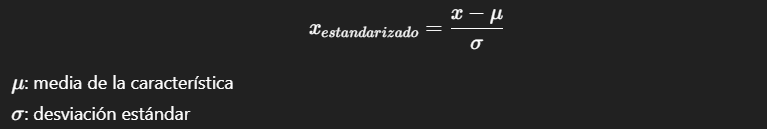 x_estandarizado = (x − μ) / σ
μ: media de la característica
σ: desviación estándar